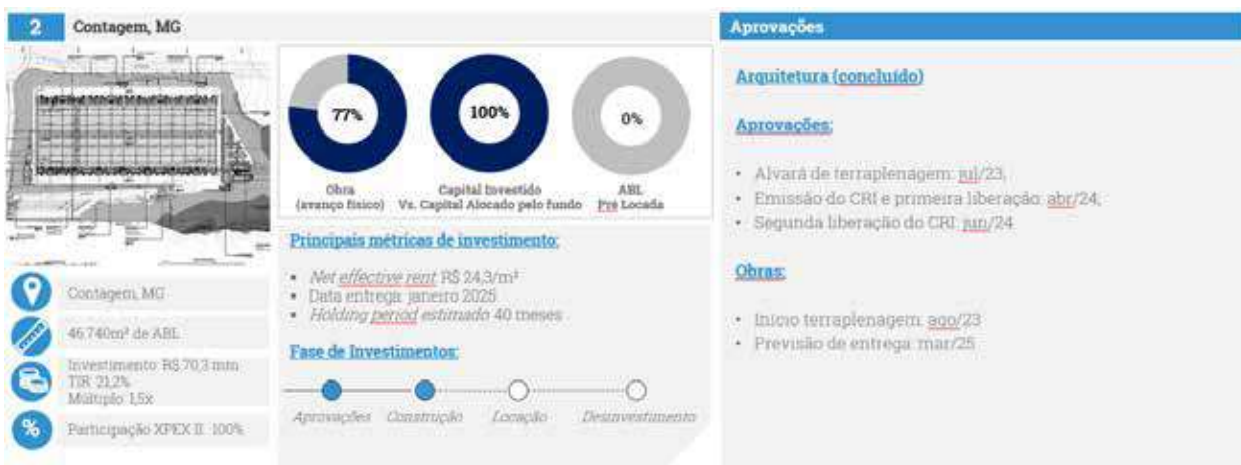 2 Contagem, MG
77%
100%
0%
Obra
(avanço físico)
Capital Investido
Vs. Capital Alocado pelo fundo
ABL
Pré Locada
Contagem, MG
46.740m² de ABL
Investimento: R$ 70,3 mm
TIR: 21,2%
Múltiplo: 1,5x
% Participação XPEX II: 100%
Principais métricas de investimento:
• Net effective rent: R$ 24,3/m²
• Data entrega: janeiro 2025
• Holding period estimado 40 meses
Fase de Investimentos:
Aprovações Construção Locação Desinvestimento
Aprovações
Arquitetura (concluído)
Aprovações:
• Alvará de terraplenagem: jul/23;
• Emissão do CRI e primeira liberação: abr/24;
• Segunda liberação do CRI: jun/24
Obras:
• Início terraplenagem: ago/23
• Previsão de entrega: mar/25